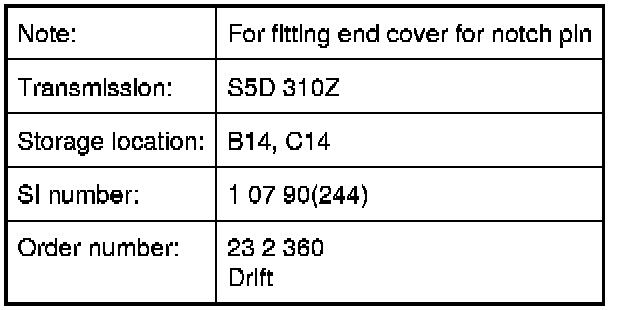 Note: For fitting end cover for notch pin
Transmission: S5D 310Z
Storage location: B14, C14
SI number: 1 07 90(244)
Order number: 23 2 360
Drift